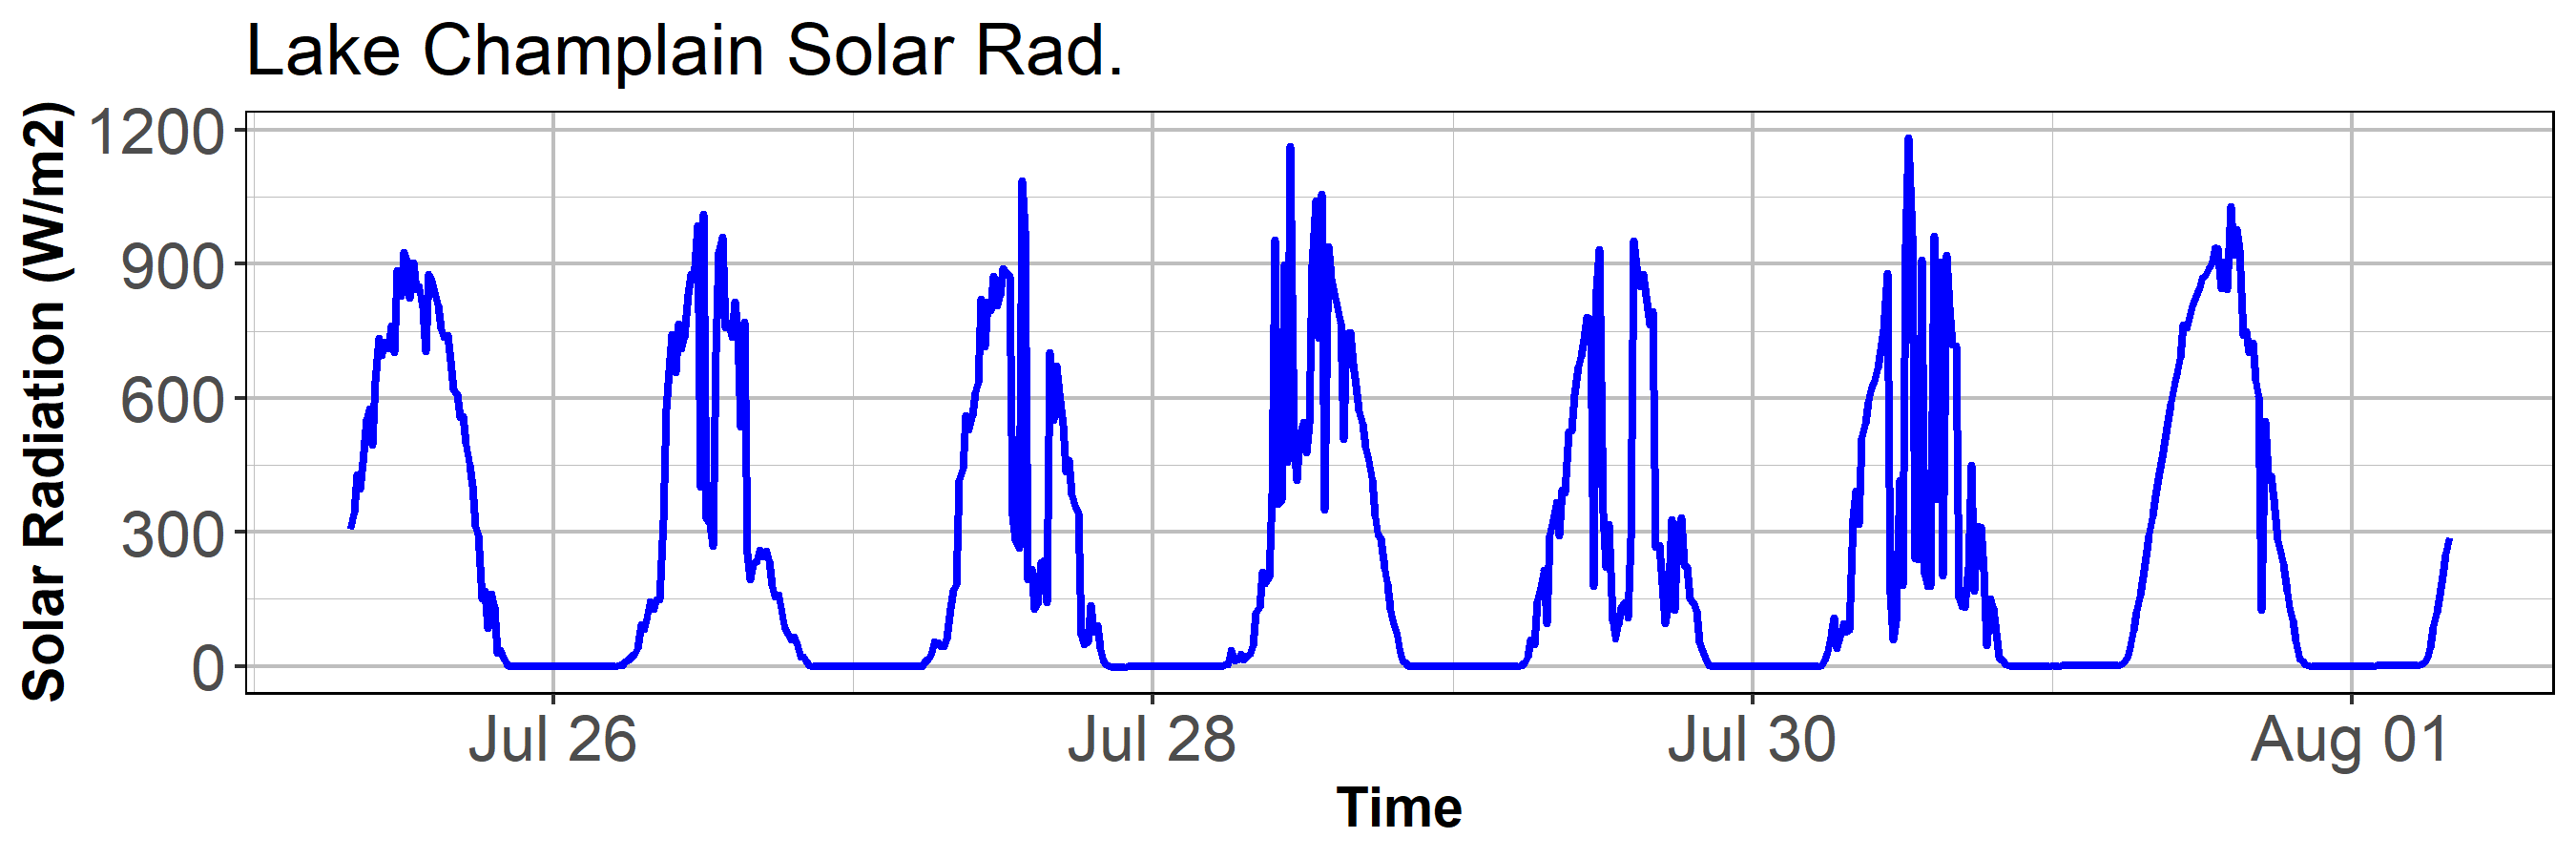 Lake Champlain Solar Rad.
Solar Radiation (W/m2)
1200
900
600
300
0
Jul 26
Jul 28
Jul 30
Aug 01
Time